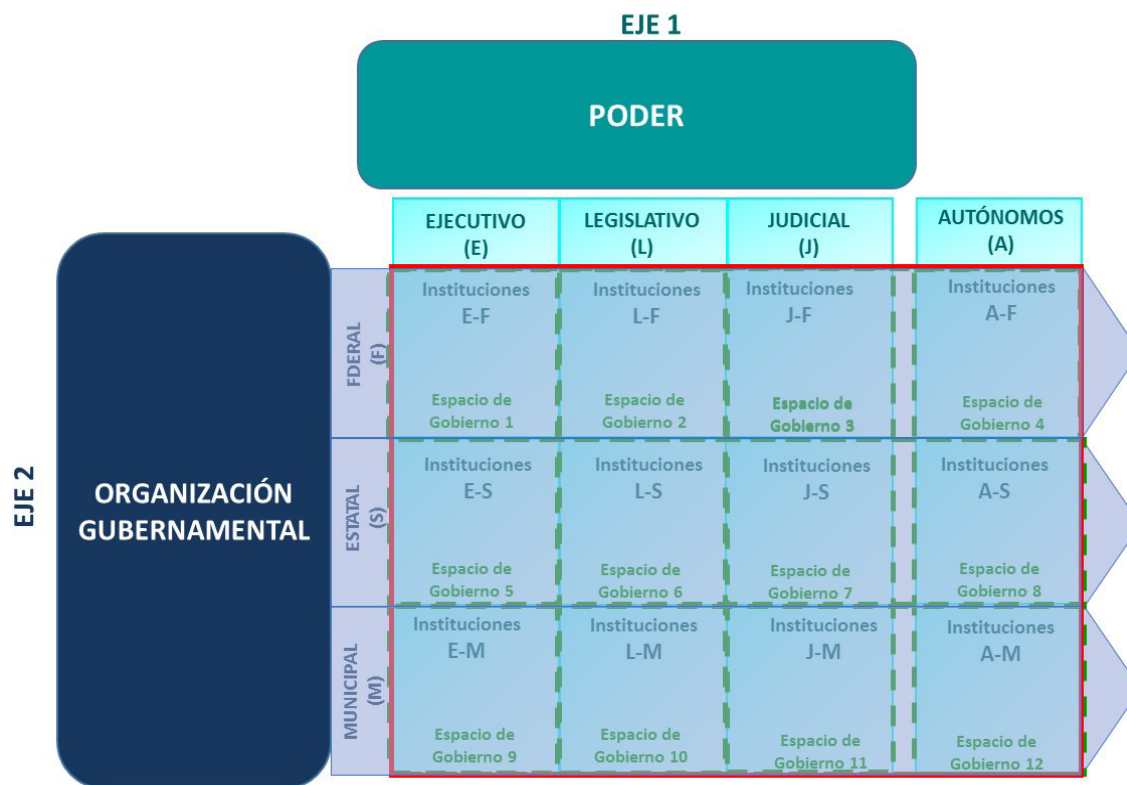 EJE 1
PODER
EJECUTIVO
(E)
LEGISLATIVO
(L)
JUDICIAL
(J)
AUTÓNOMOS
(A)
EJE 2
ORGANIZACIÓN
GUBERNAMENTAL
FDERAL
(F)
Instituciones
E-F
Espacio de
Gobierno 1
Instituciones
L-F
Espacio de
Gobierno 2
Instituciones
J-F
Espacio de
Gobierno 3
Instituciones
A-F
Espacio de
Gobierno 4
ESTATAL
(S)
Instituciones
E-S
Espacio de
Gobierno 5
Instituciones
L-S
Espacio de
Gobierno 6
Instituciones
J-S
Espacio de
Gobierno 7
Instituciones
A-S
Espacio de
Gobierno 8
MUNICIPAL
(M)
Instituciones
E-M
Espacio de
Gobierno 9
Instituciones
L-M
Espacio de
Gobierno 10
Instituciones
J-M
Espacio de
Gobierno 11
Instituciones
A-M
Espacio de
Gobierno 12